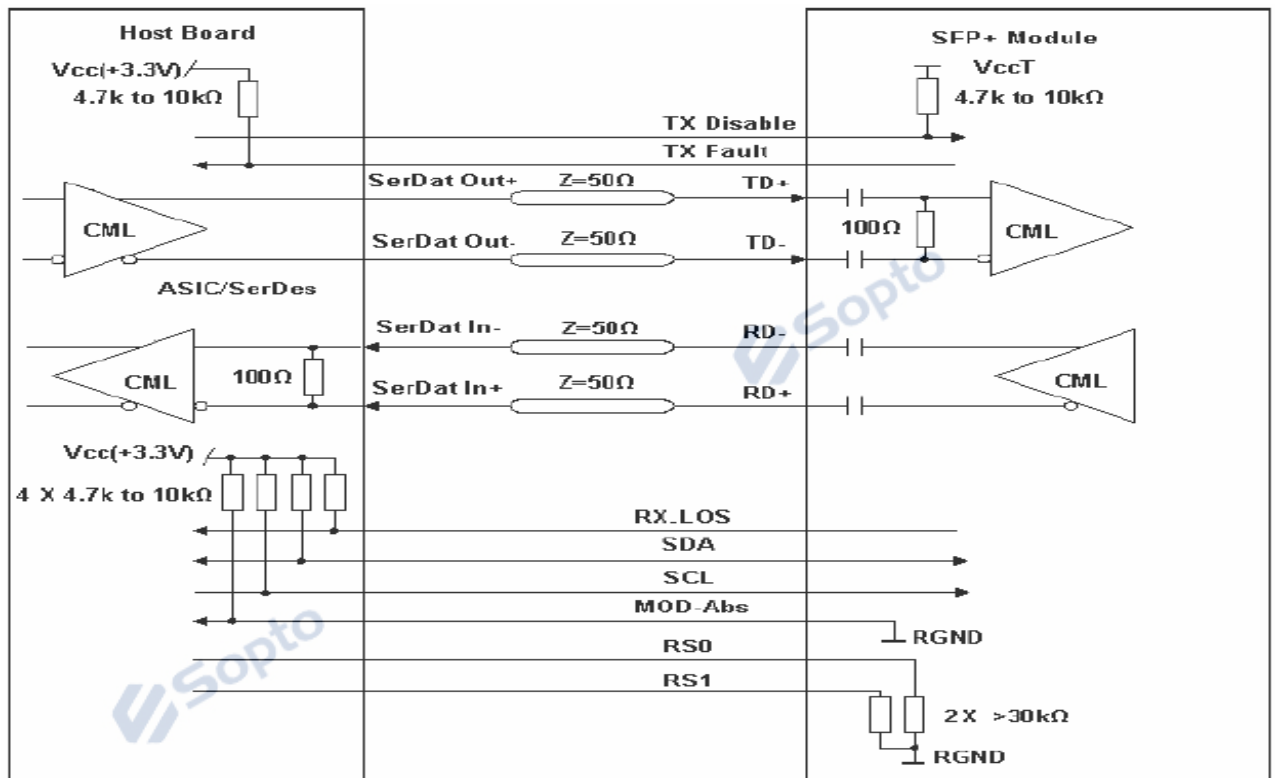 Host Board
SFP+ Module
Vcc(+3.3V)
4.7k to 10kΩ
VccT
4.7k to 10kΩ
TX Disable
TX Fault
SerDat Out+
Z=50Ω
TD+
CML
100Ω
CML
SerDat Out-
Z=50Ω
TD-
ASIC/SerDes
Sopto
SerDat In-
Z=50Ω
RD-
CML
100Ω
SerDat In+
Z=50Ω
RD+
CML
Vcc(+3.3V)
4 X 4.7k to 10kΩ
RX_LOS
SDA
SCL
MOD-Abs
RGND
Sopto
RS0
RS1
2X >30kΩ
RGND